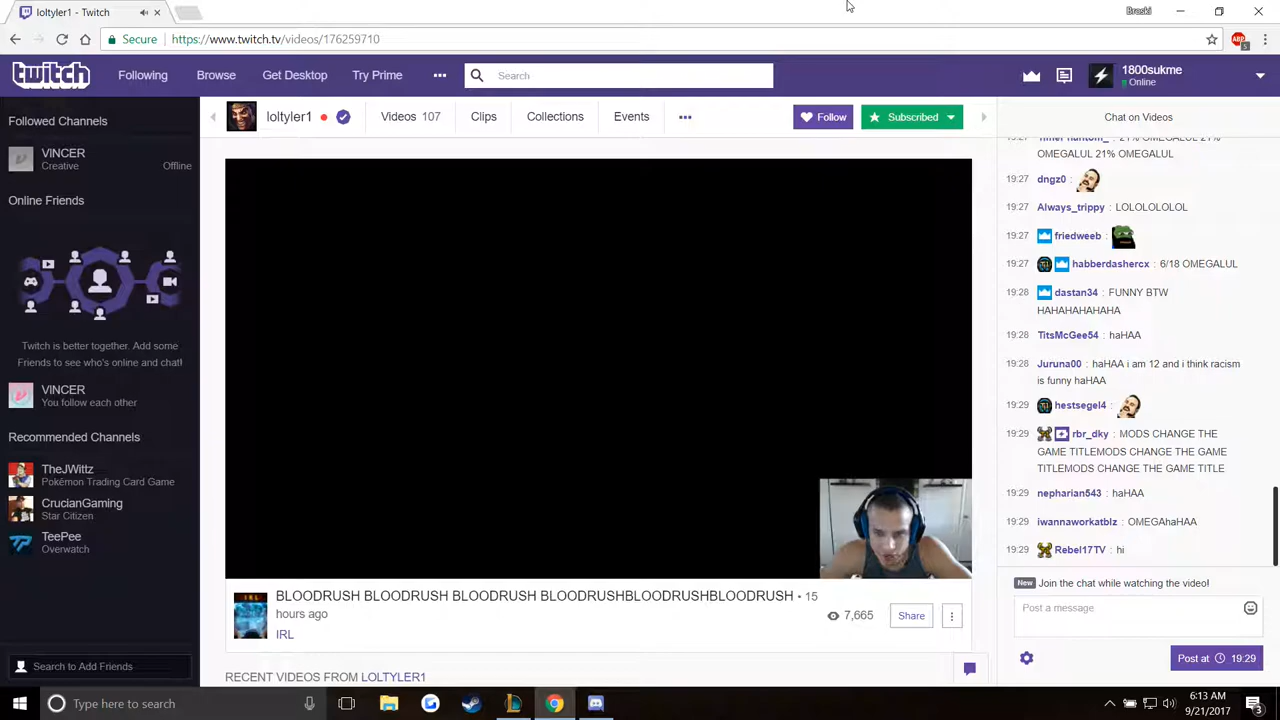 loltyler1 - Twitch
Broski
Secure
https://www.twitch.tv/videos/176259710
twitch
Following
Browse
Get Desktop
Try Prime
Search
1800sukme
Online
Followed Channels
VINCER
Creative
Offline
Online Friends
Twitch is better together. Add some
Friends to see who's online and chat!
VINCER
You follow each other
Recommended Channels
TheJWittz
Pokémon Trading Card Game
CrucianGaming
Star Citizen
TeePee
Overwatch
Search to Add Friends
loltyler1
Videos 107
Clips
Collections
Events
Follow
Subscribed
BLOODRUSH BLOODRUSH BLOODRUSH BLOODRUSHBLOODRUSHBLOODRUSH • 15
hours ago
IRL
7,665
Share
RECENT VIDEOS FROM LOLTYLER1
Chat on Videos
OMEGALUL 21% OMEGALUL
19:27 dngz0 :
19:27 Always_trippy : LOLOLOLOLOL
19:27 friedweeb :
19:27 habberdashercx : 6/18 OMEGALUL
19:28 dastan34 : FUNNY BTW
HAHAHAHAHAHA
19:28 TitsMcGee54 : haHAA
19:28 Juruna00 : haHAA i am 12 and i think racism
is funny haHAA
19:29 hestsegel4 :
19:29 rbr_dky : MODS CHANGE THE
GAME TITLEMODS CHANGE THE GAME
TITLEMODS CHANGE THE GAME TITLE
19:29 nepharian543 : haHAA
19:29 iwannaworkatblz : OMEGAhaHAA
19:29 Rebel17TV : hi
New Join the chat while watching the video!
Post a message
Post at 19:29
Type here to search
6:13 AM
9/21/2017
3